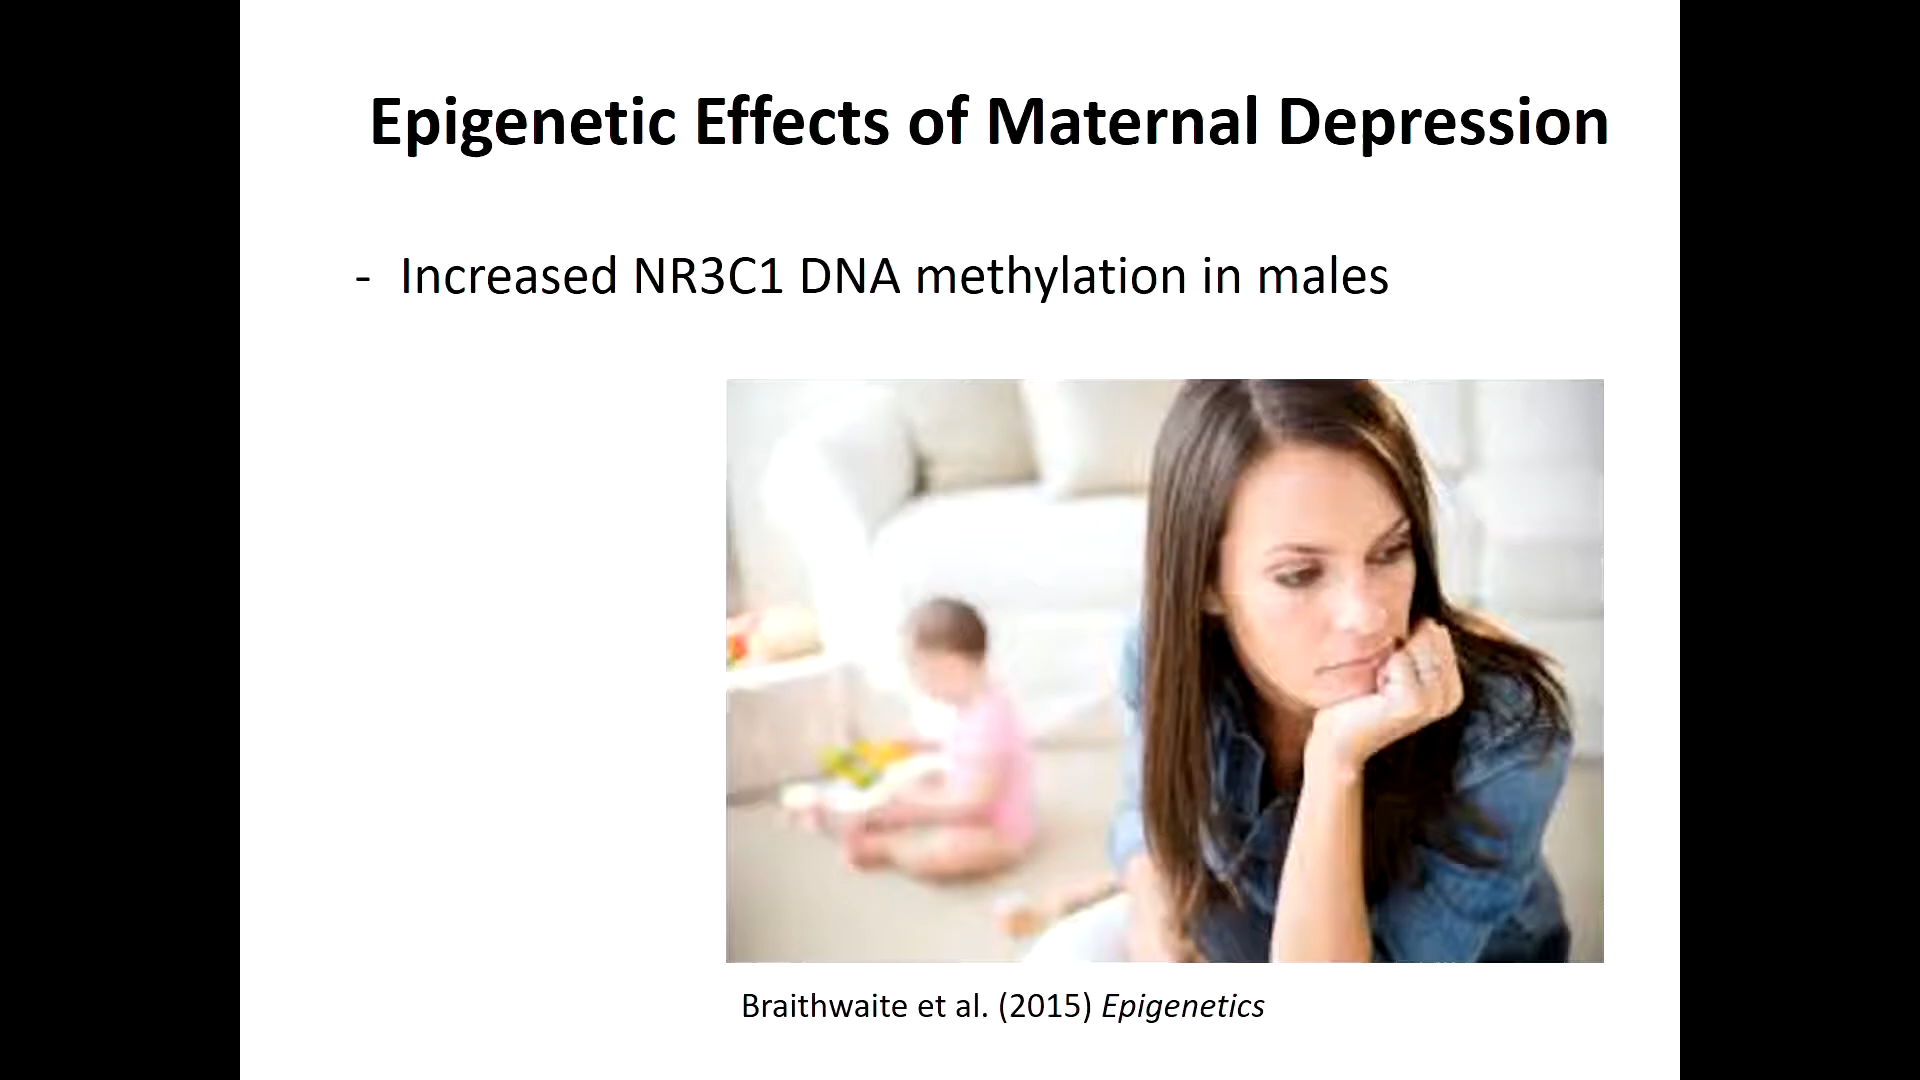 Epigenetic Effects of Maternal Depression
- Increased NR3C1 DNA methylation in males
Braithwaite et al. (2015) Epigenetics